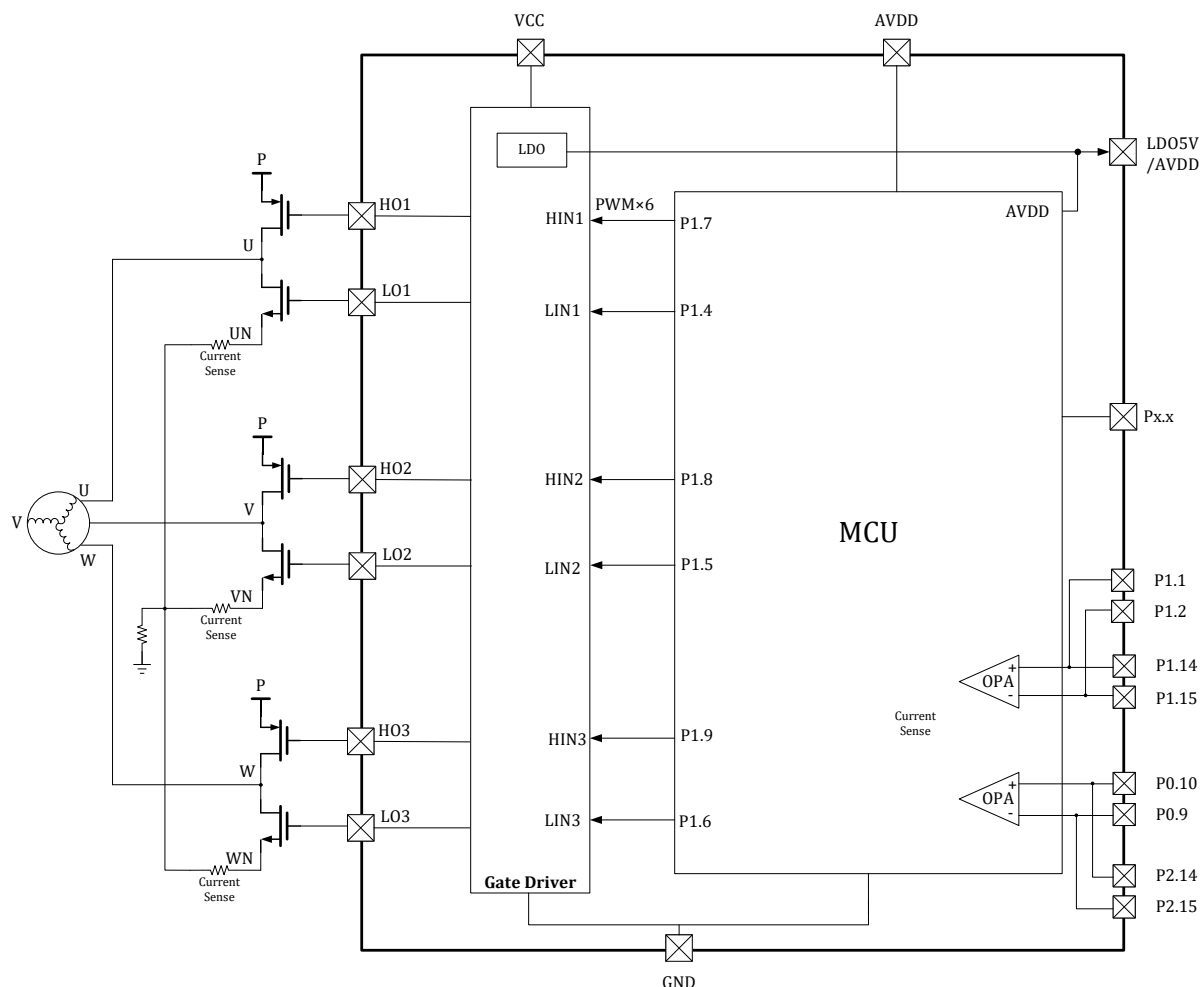 VCC
AVDD
LDO
LDO5V
/AVDD
P
HO1
HIN1
PWM×6
P1.7
AVDD
U
LO1
LIN1
P1.4
UN
Current
Sense
P
HO2
HIN2
P1.8
Px.x
U
V
V
W
MCU
LO2
LIN2
P1.5
VN
Current
Sense
P1.1
P1.2
P1.14
P1.15
+
OPA
-
Current
Sense
P
HO3
HIN3
P1.9
W
LO3
LIN3
P1.6
WN
Current
Sense
+
OPA
-
P0.10
P0.9
P2.14
P2.15
Gate Driver
GND